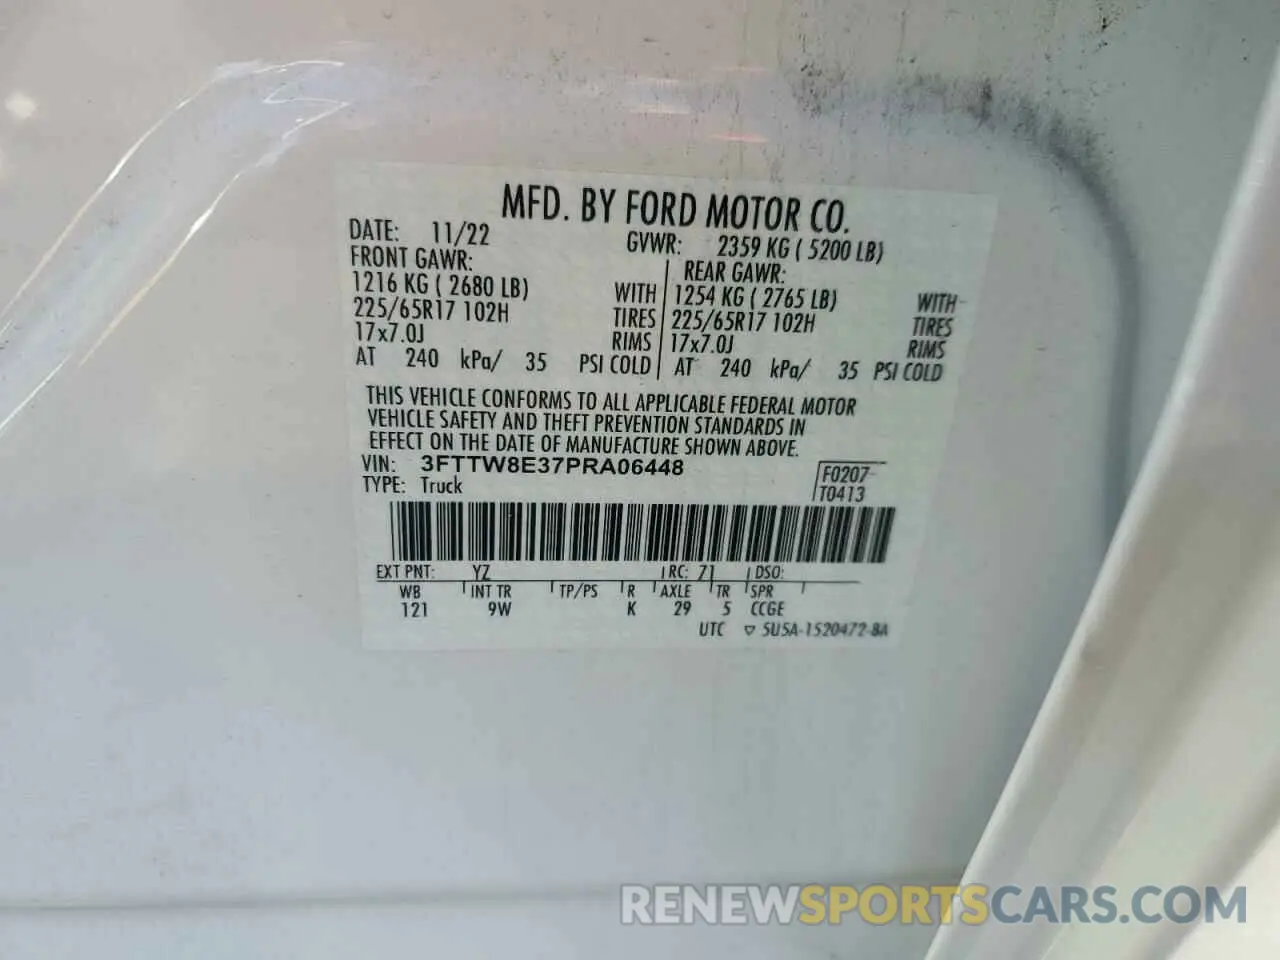 MFD. BY FORD MOTOR CO.
DATE: 11/22 GVWR: 2359 KG ( 5200 LB)
FRONT GAWR: REAR GAWR:
1216 KG ( 2680 LB) WITH 1254 KG ( 2765 LB) WITH
225/65R17 102H TIRES 225/65R17 102H TIRES
17x7.0J RIMS 17x7.0J RIMS
AT 240 kPa/ 35 PSI COLD AT 240 kPa/ 35 PSI COLD
THIS VEHICLE CONFORMS TO ALL APPLICABLE FEDERAL MOTOR
VEHICLE SAFETY AND THEFT PREVENTION STANDARDS IN
EFFECT ON THE DATE OF MANUFACTURE SHOWN ABOVE.
VIN: 3FTTW8E37PRA06448 F0207
TYPE: Truck T0413
EXT PNT: YZ RC: 71 DSO:
WB INT TR TP/PS R AXLE TR SPR
121 9W K 29 5 CCGE
UTC ▽ 5U5A-1520472-BA
RENEWSPORTSCARS.COM